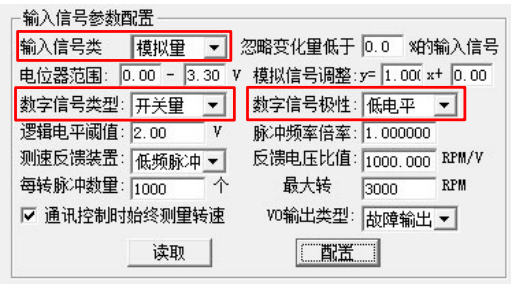 输入信号参数配置
输入信号类 模拟量 忽略变化量低于 0.0 %的输入信号
电位器范围: 0.00 - 3.30 V 模拟信号调整:y= 1.00( x+ 0.00
数字信号类型: 开关量 数字信号极性: 低电平
逻辑电平阈值: 2.00 V 脉冲频率倍率: 1.000000
测速反馈装置: 低频脉冲 反馈电压比值: 1000.000 RPM/V
每转脉冲数量: 1000 个 最大转 3000 RPM
通讯控制时始终测量转速 VO输出类型: 故障输出
读取 配置